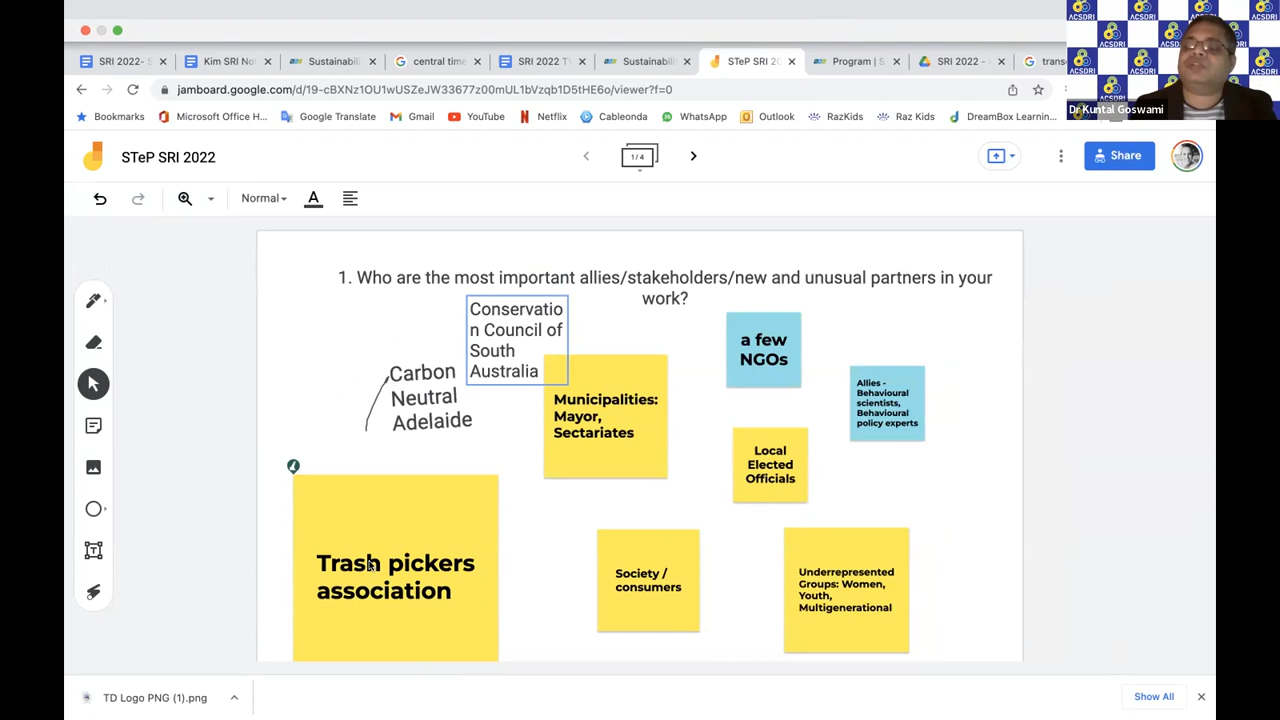 ACSDRI
ACSDRI
ACSDRI
ACSDRI
Dr Kuntal Goswami
SRI 2022-
Kim SRI No
Sustainabili
central time
SRI 2022 T
Sustainabili
STeP SRI 20
Program | S
SRI 2022 -
trans
jamboard.google.com/d/19-cBXNz1OU1wUSZeJW33677z00mUL1bVzqb1D5tHE6o/viewer?f=0
Bookmarks
Microsoft Office H...
Google Translate
Gmail
YouTube
Netflix
Cableonda
WhatsApp
Outlook
RazKids
Raz Kids
DreamBox Learnin...
STeP SRI 2022
1/4
Share
Normal
A
1. Who are the most important allies/stakeholders/new and unusual partners in your
work?
Conservatio
n Council of
South
Australia
Carbon
Neutral
Adelaide
Municipalities:
Mayor,
Sectariates
a few
NGOs
Allies -
Behavioural
scientists,
Behavioural
policy experts
Local
Elected
Officials
Trash pickers
association
Society /
consumers
Underrepresented
Groups: Women,
Youth,
Multigenerational
TD Logo PNG (1).png
Show All